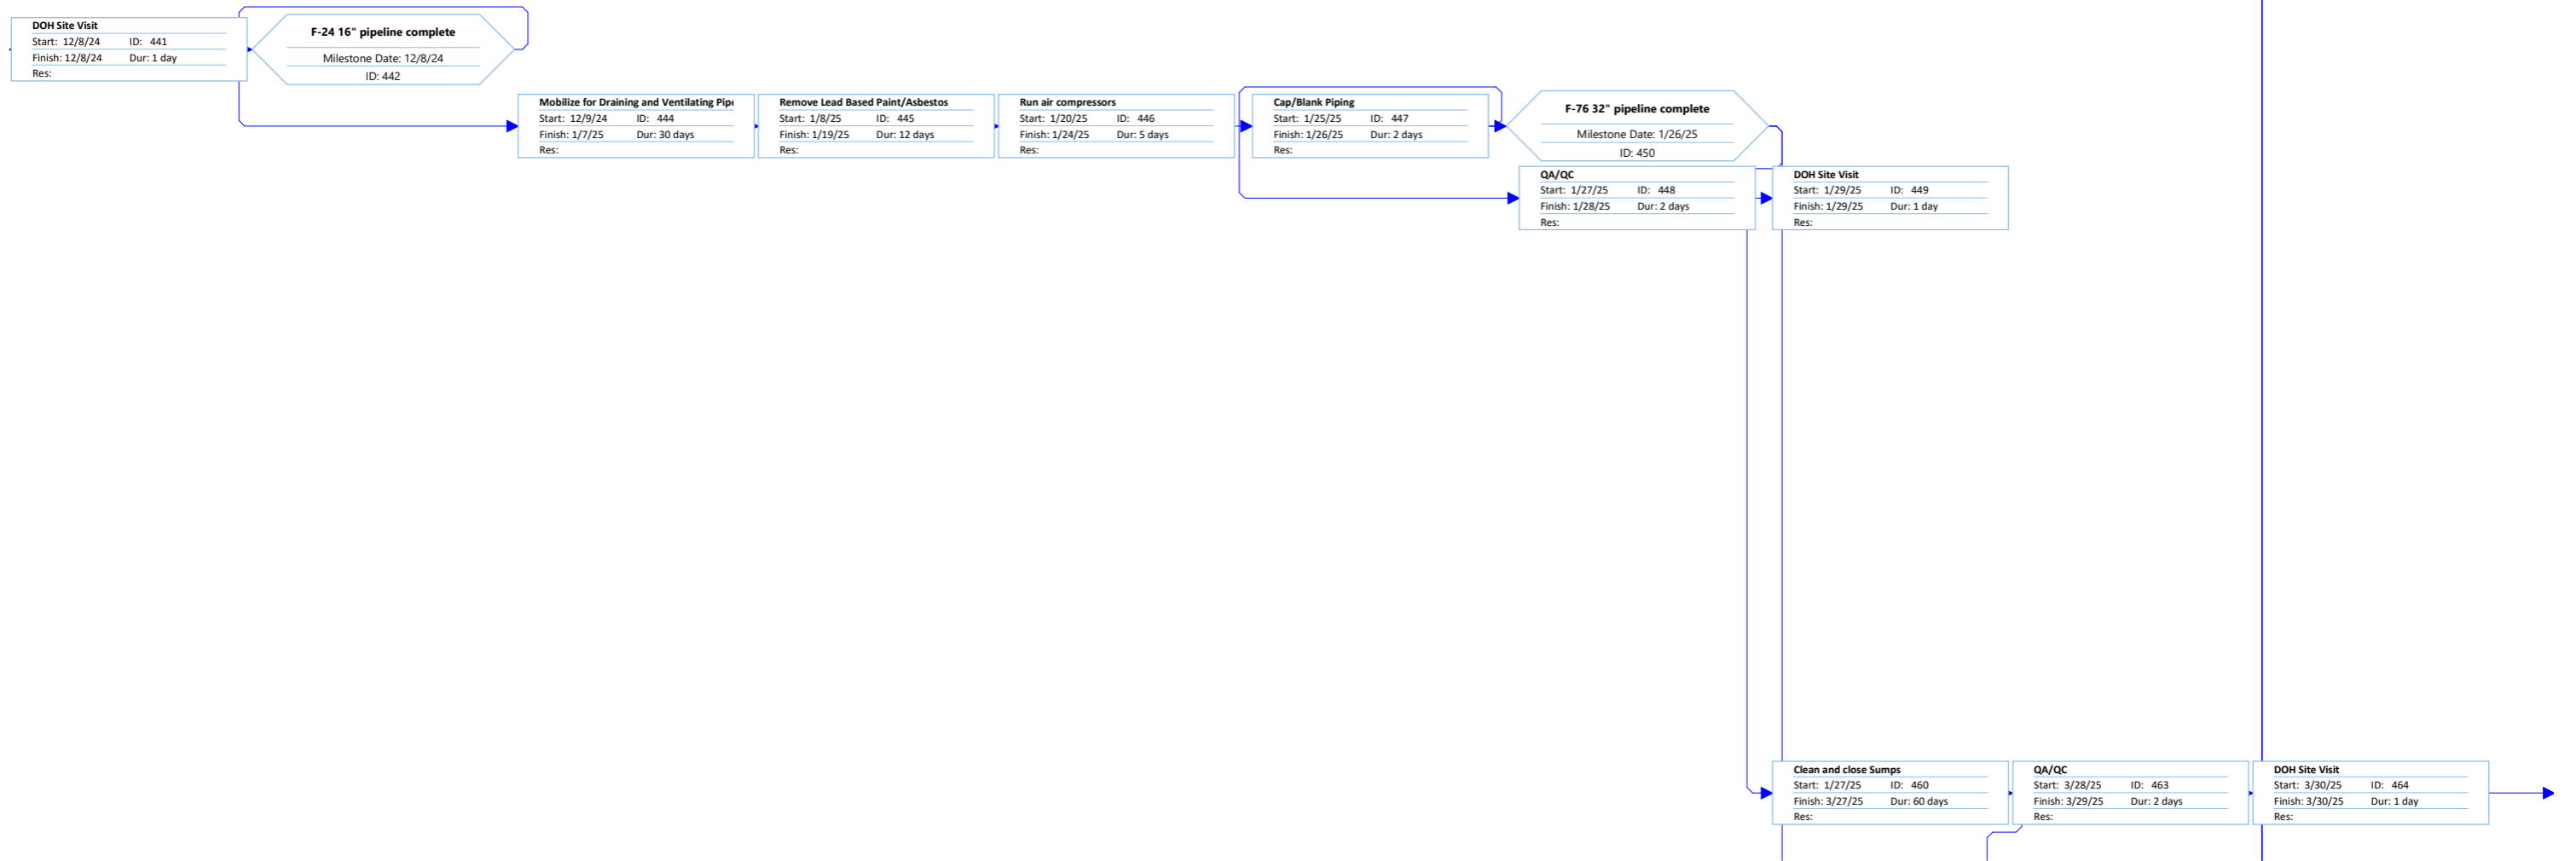 DOH Site Visit
Start: 12/8/24 ID: 441
Finish: 12/8/24 Dur: 1 day
Res:
F-24 16" pipeline complete
Milestone Date: 12/8/24
ID: 442
Mobilize for Draining and Ventilating Pipe
Start: 12/9/24 ID: 444
Finish: 1/7/25 Dur: 30 days
Res:
Remove Lead Based Paint/Asbestos
Start: 1/8/25 ID: 445
Finish: 1/19/25 Dur: 12 days
Res:
Run air compressors
Start: 1/20/25 ID: 446
Finish: 1/24/25 Dur: 5 days
Res:
Cap/Blank Piping
Start: 1/25/25 ID: 447
Finish: 1/26/25 Dur: 2 days
Res:
F-76 32" pipeline complete
Milestone Date: 1/26/25
ID: 450
QA/QC
Start: 1/27/25 ID: 448
Finish: 1/28/25 Dur: 2 days
Res:
DOH Site Visit
Start: 1/29/25 ID: 449
Finish: 1/29/25 Dur: 1 day
Res:
Clean and close Sumps
Start: 1/27/25 ID: 460
Finish: 3/27/25 Dur: 60 days
Res:
QA/QC
Start: 3/28/25 ID: 463
Finish: 3/29/25 Dur: 2 days
Res:
DOH Site Visit
Start: 3/30/25 ID: 464
Finish: 3/30/25 Dur: 1 day
Res: